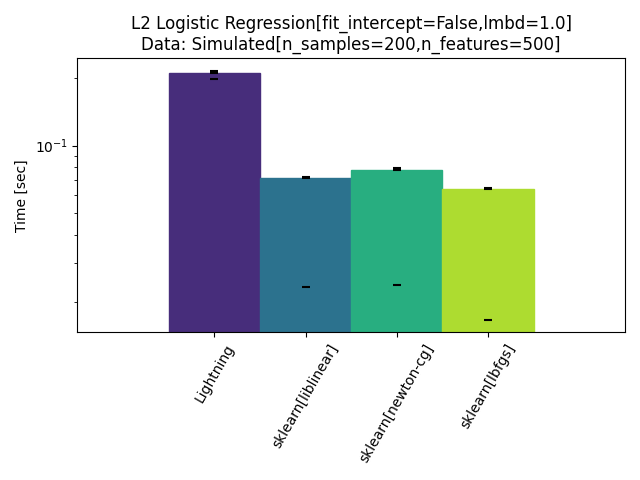 L2 Logistic Regression[fit_intercept=False,lmbd=1.0]
Data: Simulated[n_samples=200,n_features=500]
Time [sec]
10⁻¹
Lightning
sklearn[liblinear]
sklearn[newton-cg]
sklearn[lbfgs]